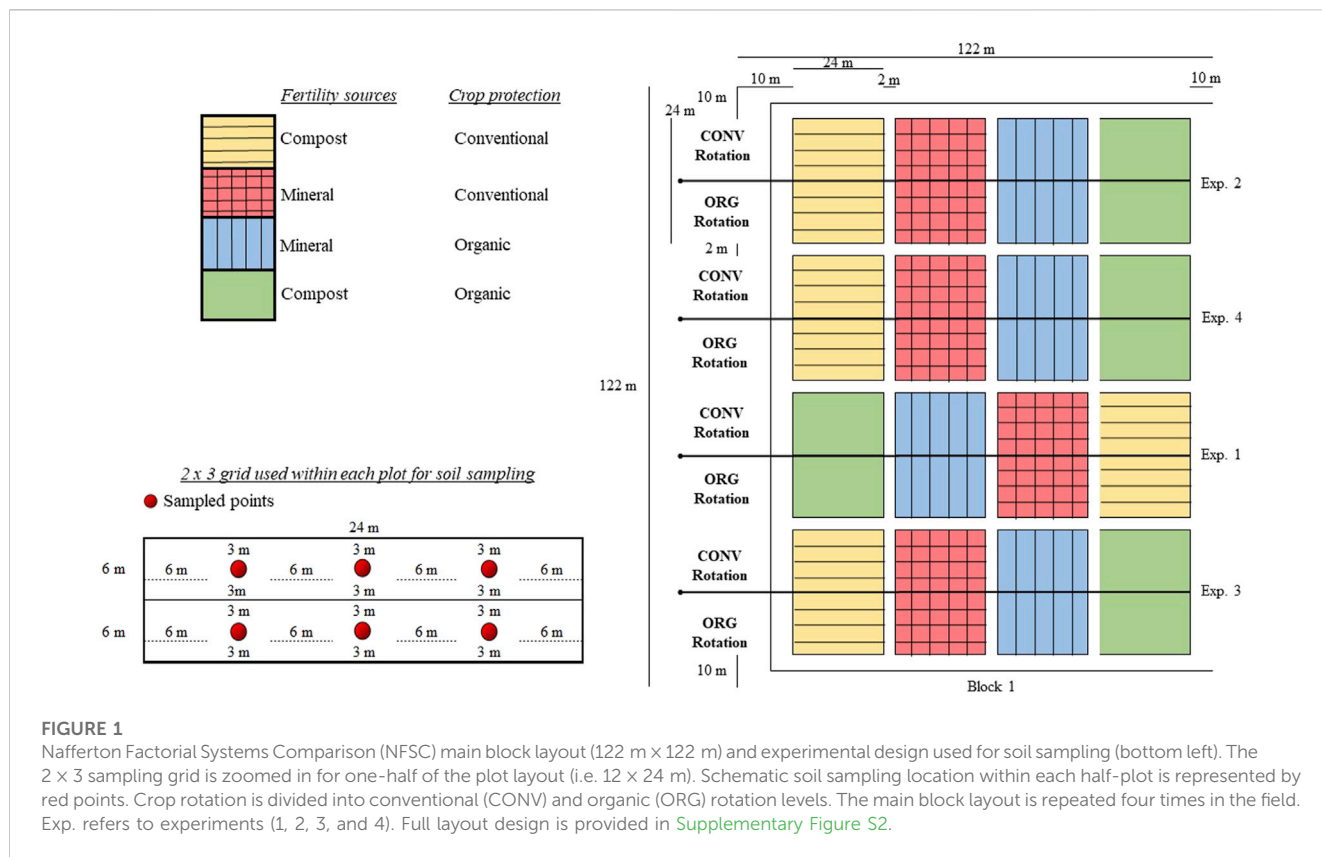 Fertility sources Crop protection
Compost Conventional
Mineral Conventional
Mineral Organic
Compost Organic
122 m
24 m
10 m 2 m 10 m
10 m
24 m
CONV
Rotation
ORG
Rotation
Exp. 2
2 m
CONV
Rotation
ORG
Rotation
Exp. 4
122 m
CONV
Rotation
ORG
Rotation
Exp. 1
CONV
Rotation
ORG
Rotation
Exp. 3
10 m
Block 1
2 x 3 grid used within each plot for soil sampling
Sampled points
24 m
3 m 3 m 3 m
6 m 6 m 6 m 6 m 6 m
3m 3 m 3 m
3 m 3 m 3 m
6 m 6 m 6 m 6 m 6 m
3 m 3 m 3 m
FIGURE 1
Nafferton Factorial Systems Comparison (NFSC) main block layout (122 m × 122 m) and experimental design used for soil sampling (bottom left). The
2 × 3 sampling grid is zoomed in for one-half of the plot layout (i.e. 12 × 24 m). Schematic soil sampling location within each half-plot is represented by
red points. Crop rotation is divided into conventional (CONV) and organic (ORG) rotation levels. The main block layout is repeated four times in the field.
Exp. refers to experiments (1, 2, 3, and 4). Full layout design is provided in Supplementary Figure S2.